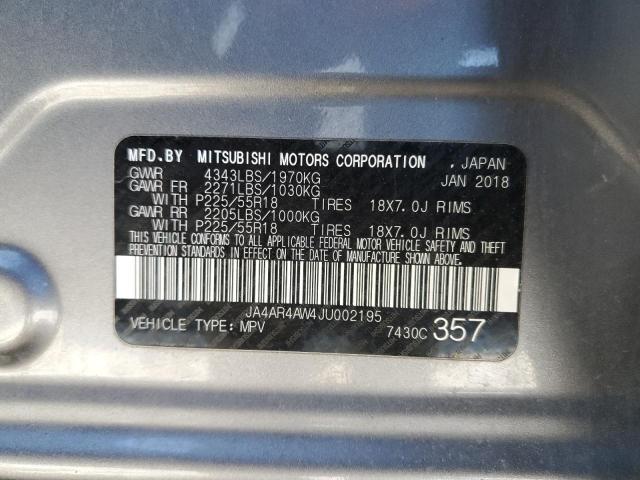 MFD.BY MITSUBISHI MOTORS CORPORATION , JAPAN
GVWR 4343LBS/1970KG JAN 2018
GAWR FR 2271LBS/1030KG
WITH P225/55R18 TIRES 18X7.0J RIMS
GAWR RR 2205LBS/1000KG
WITH P225/55R18 TIRES 18X7.0J RIMS
THIS VEHICLE CONFORMS TO ALL APPLICABLE FEDERAL MOTOR VEHICLE SAFETY AND THEFT
PREVENTION STANDARDS IN EFFECT ON THE DATE OF MANUFACTURE SHOWN ABOVE.
JA4AR4AW4JU002195
VEHICLE TYPE: MPV 7430C 357